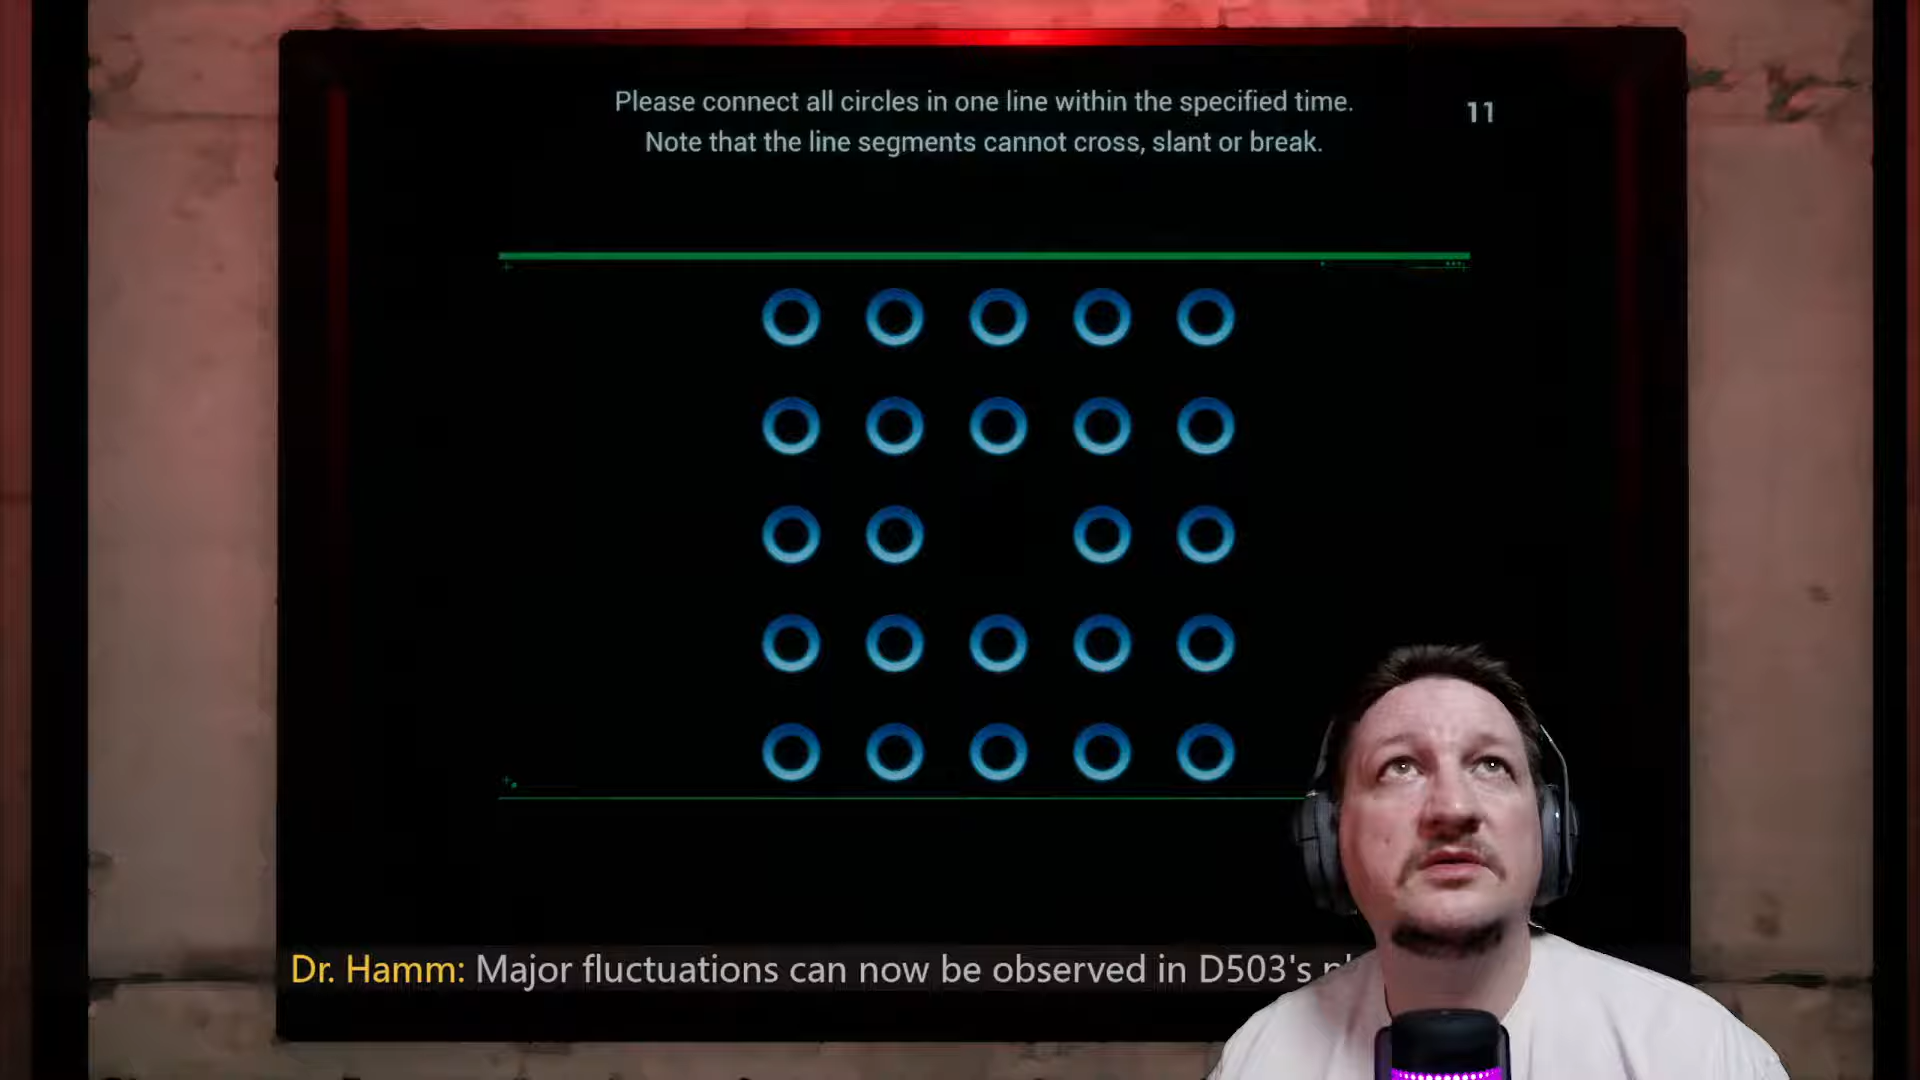 Please connect all circles in one line within the specified time.
11
Note that the line segments cannot cross, slant or break.
Dr. Hamm: Major fluctuations can now be observed in D503's